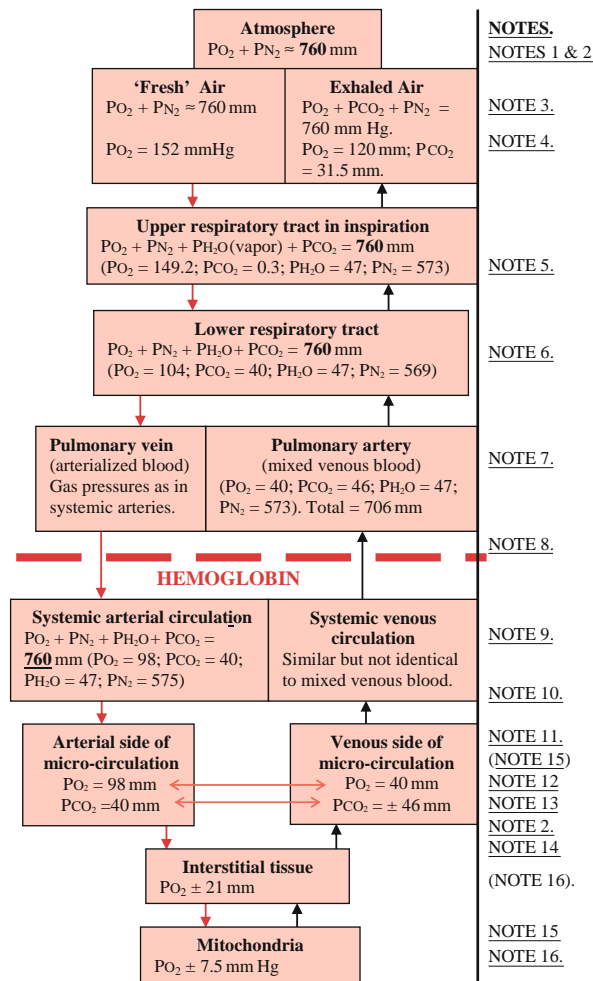 Atmosphere
PO₂ + PN₂ ≈ 760 mm
NOTES.
NOTES 1 & 2
'Fresh' Air
PO₂ + PN₂ ≈760 mm
PO₂ = 152 mmHg
Exhaled Air
PO₂ + PCO₂ + PN₂ =
760 mm Hg.
PO₂ = 120 mm; PCO₂
= 31.5 mm.
NOTE 3.
NOTE 4.
Upper respiratory tract in inspiration
PO₂ + PN₂ + PH₂O (vapor) + PCO₂ = 760 mm
(PO₂ = 149.2; PCO₂ = 0.3; PH₂O = 47; PN₂ = 573)
NOTE 5.
Lower respiratory tract
PO₂ + PN₂ + PH₂O+ PCO₂ = 760 mm
(PO₂ = 104; PCO₂ = 40; PH₂O = 47; PN₂ = 569)
NOTE 6.
Pulmonary vein
(arterialized blood)
Gas pressures as in
systemic arteries.
Pulmonary artery
(mixed venous blood)
(PO₂ = 40; PCO₂ = 46; PH₂O = 47;
PN₂ = 573). Total = 706 mm
NOTE 7.
NOTE 8.
HEMOGLOBIN
Systemic arterial circulation
PO₂ + PN₂ + PH₂O+ PCO₂ =
760 mm (PO₂ = 98; PCO₂ = 40;
PH₂O = 47; PN₂ = 575)
Systemic venous
circulation
Similar but not identical
to mixed venous blood.
NOTE 9.
NOTE 10.
Arterial side of
micro-circulation
PO₂ = 98 mm
PCO₂ =40 mm
Venous side of
micro-circulation
PO₂ = 40 mm
PCO₂ = ± 46 mm
NOTE 11.
(NOTE 15)
NOTE 12
NOTE 13
NOTE 2.
NOTE 14
Interstitial tissue
PO₂ ± 21 mm
(NOTE 16).
Mitochondria
PO₂ ± 7.5 mm Hg
NOTE 15
NOTE 16.